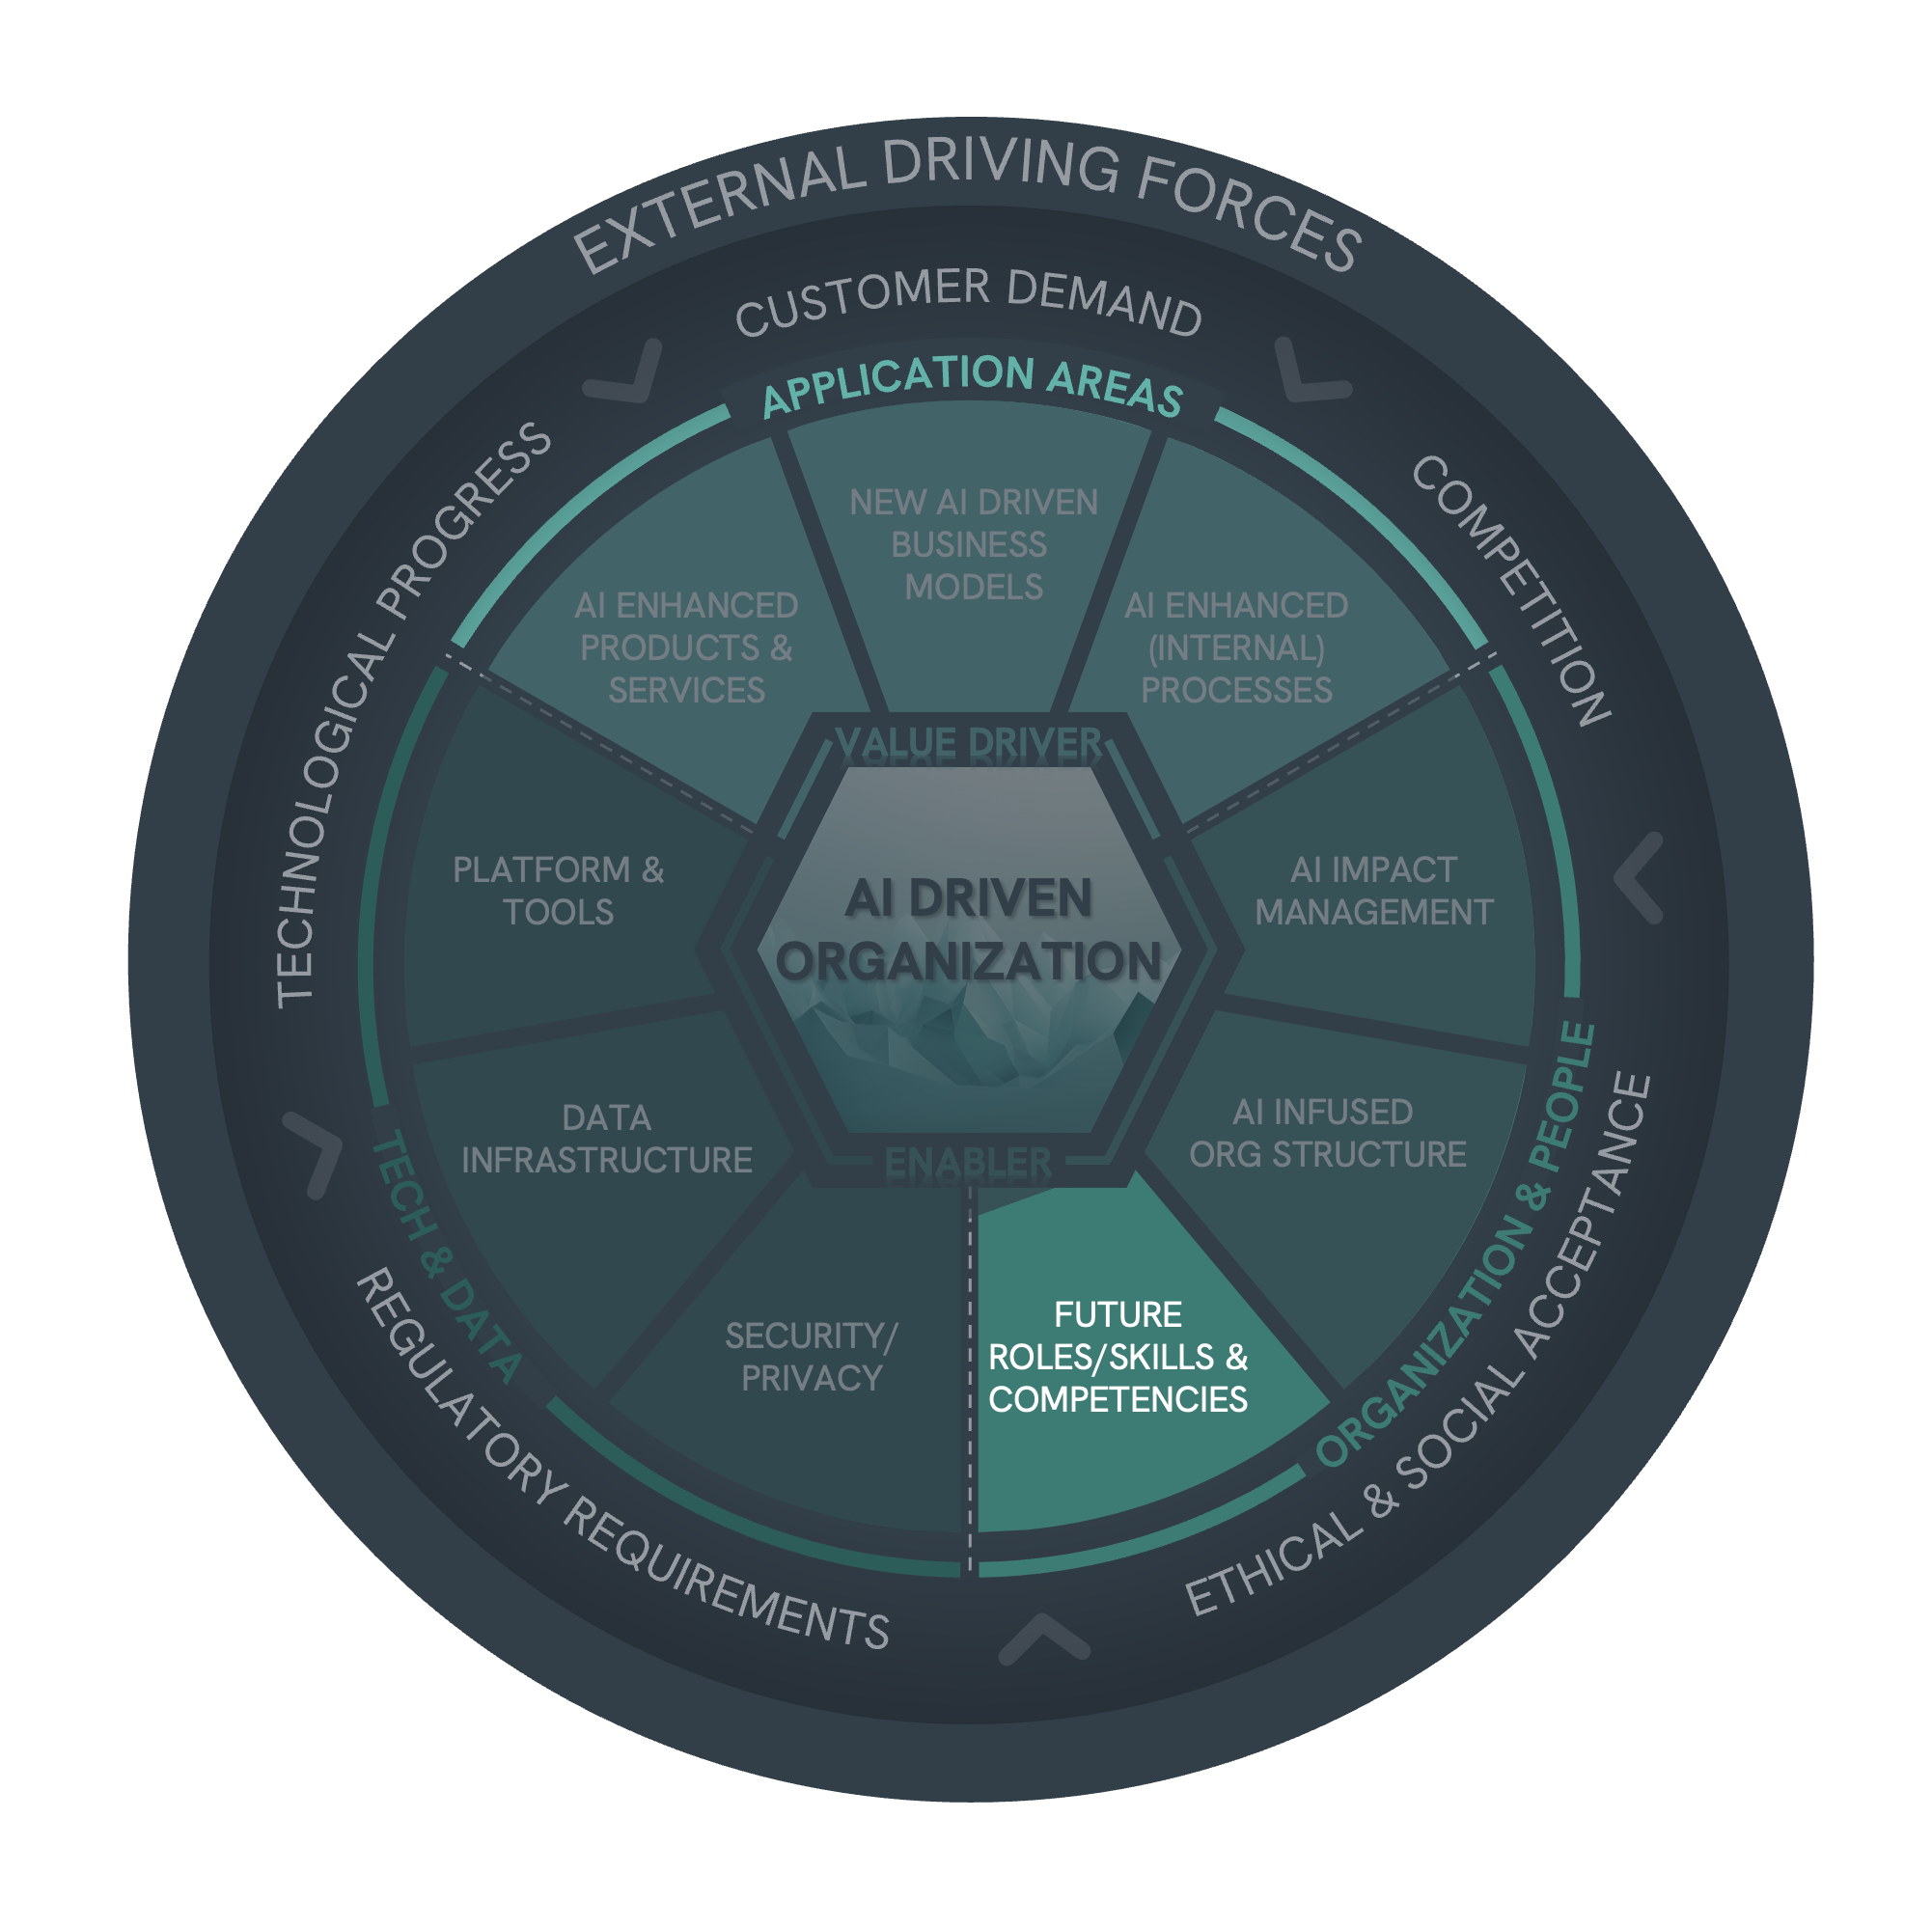 EXTERNAL DRIVING FORCES
CUSTOMER DEMAND
TECHNOLOGICAL PROGRESS
COMPETITION
REGULATORY REQUIREMENTS
ETHICAL & SOCIAL ACCEPTANCE
APPLICATION AREAS
AI ENHANCED
PRODUCTS &
SERVICES
NEW AI DRIVEN
BUSINESS
MODELS
AI ENHANCED
(INTERNAL)
PROCESSES
VALUE DRIVER
AI DRIVEN
ORGANIZATION
ENABLER
TECH & DATA
PLATFORM &
TOOLS
DATA
INFRASTRUCTURE
SECURITY/
PRIVACY
ORGANIZATION & PEOPLE
AI IMPACT
MANAGEMENT
AI INFUSED
ORG STRUCTURE
FUTURE
ROLES/SKILLS &
COMPETENCIES